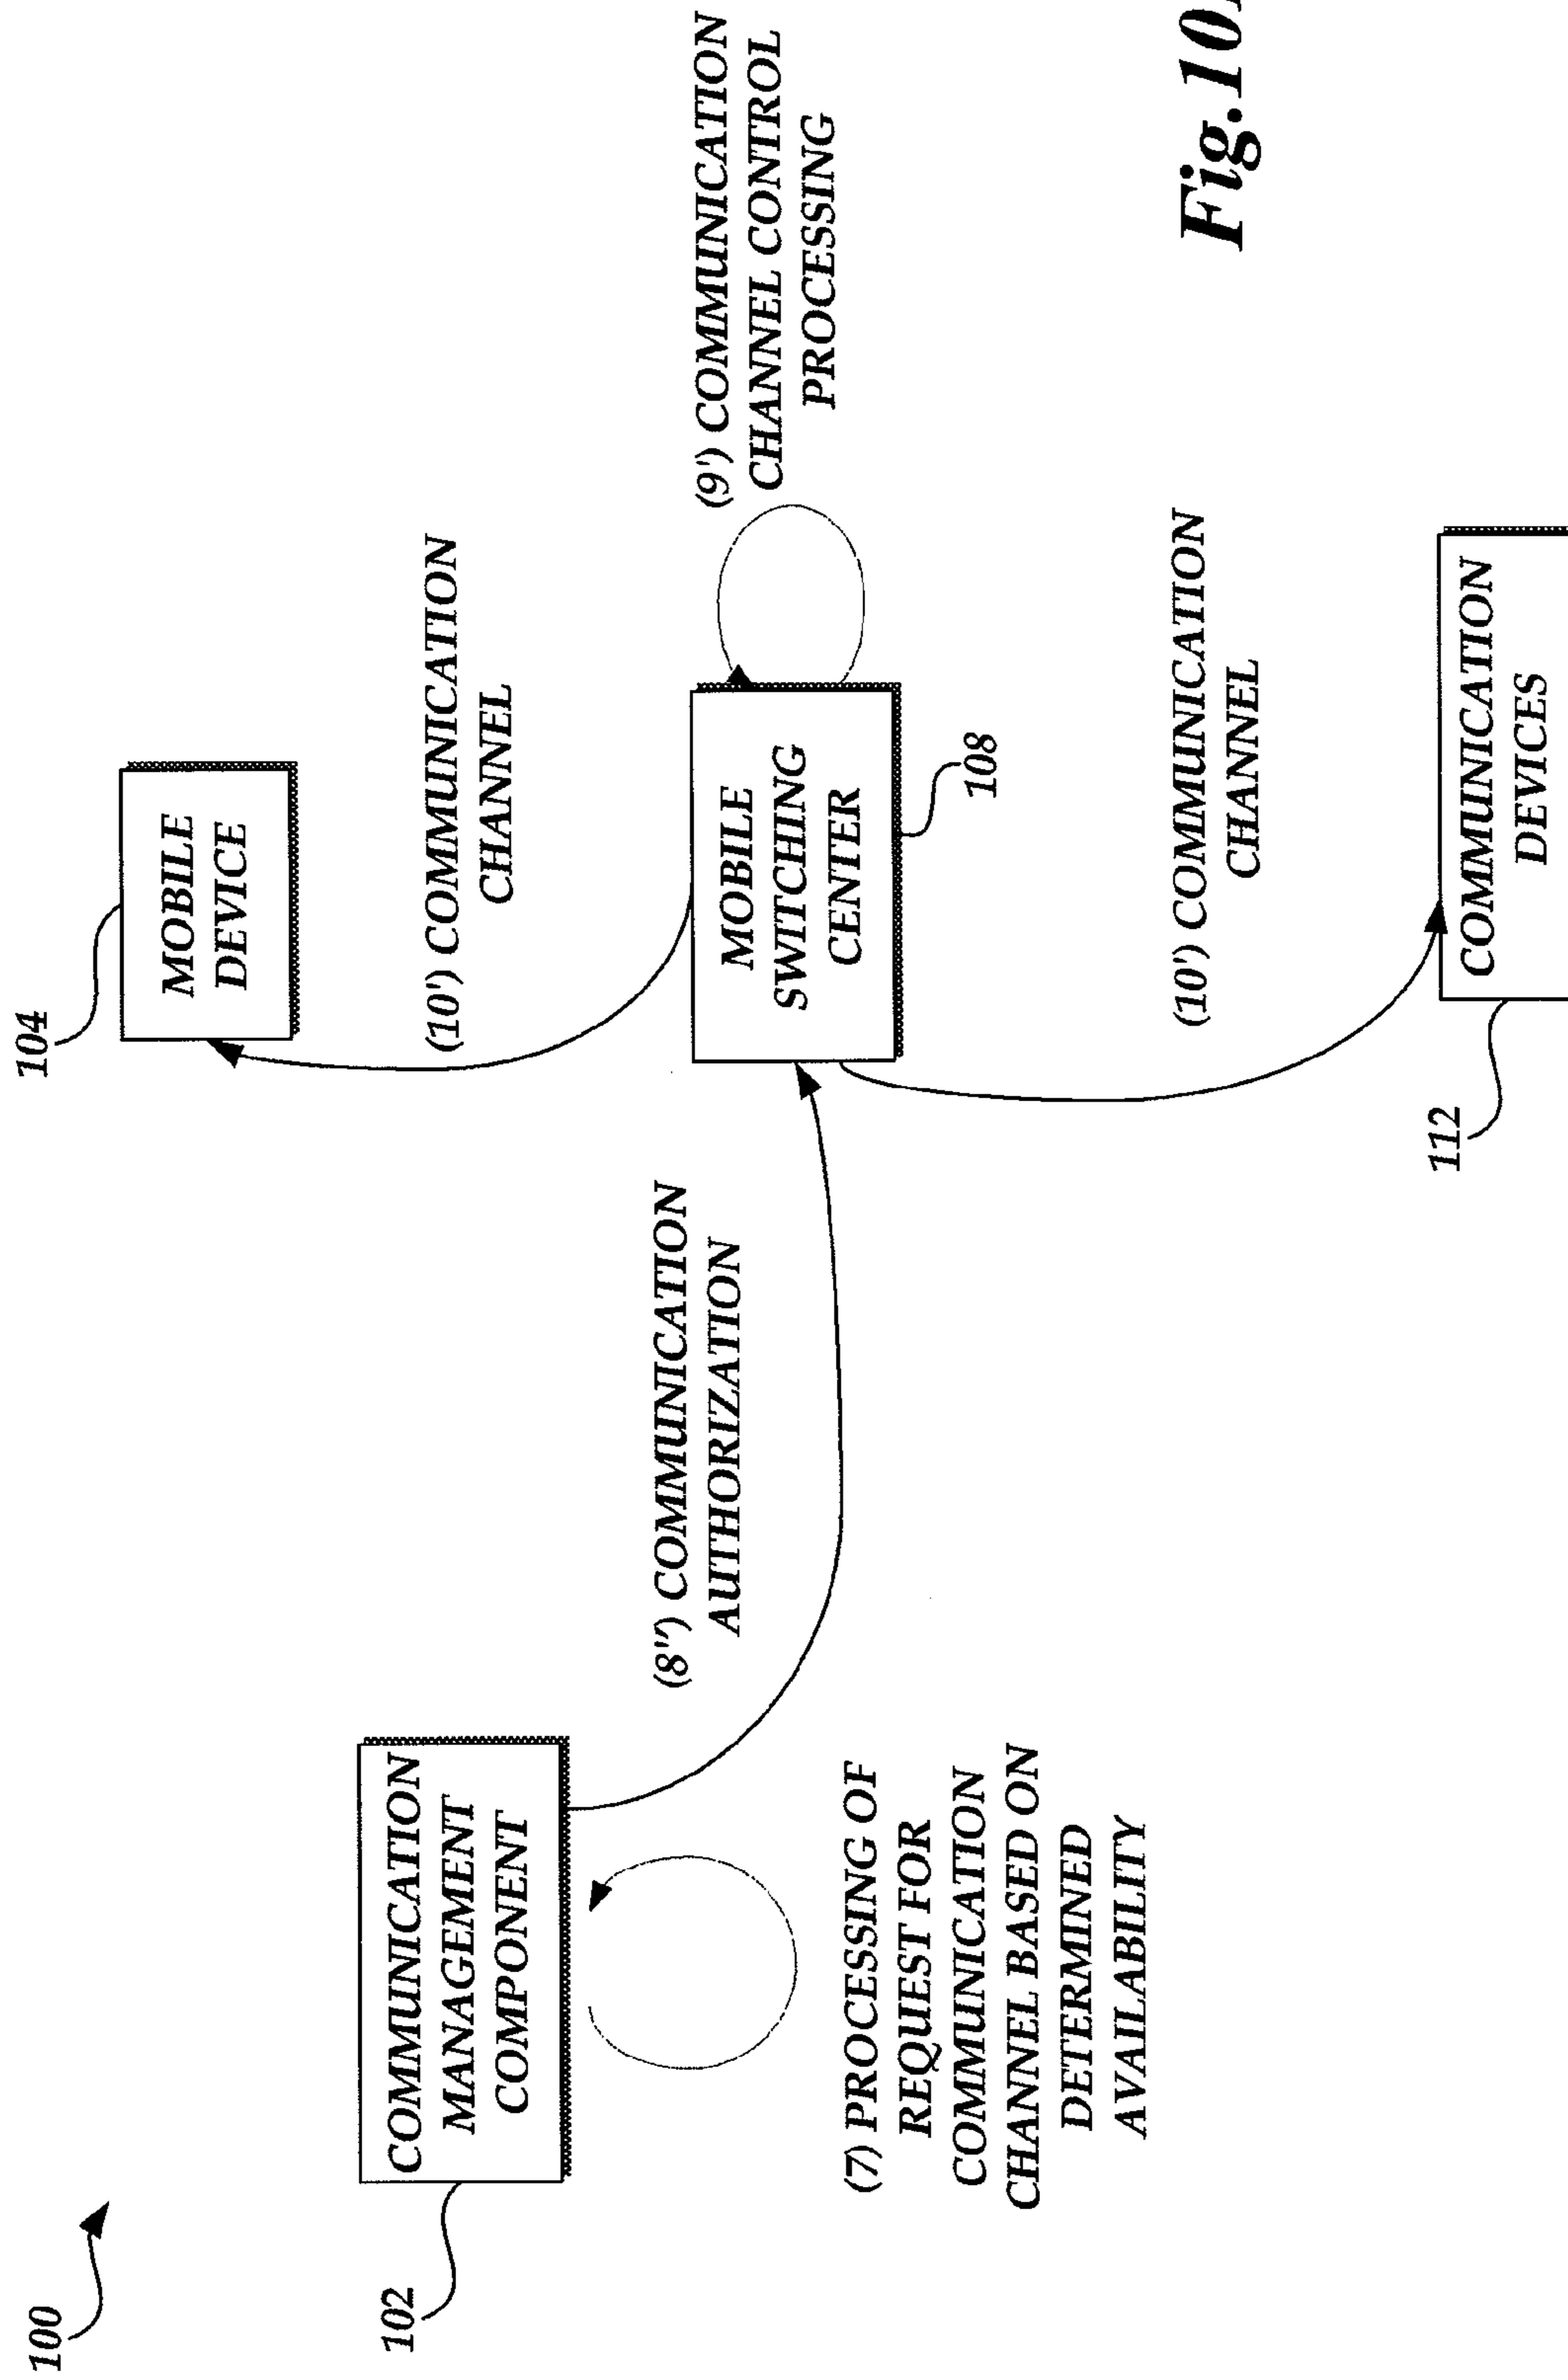 100
104
MOBILE
DEVICE
102
COMMUNICATION
MANAGEMENT
COMPONENT
(10') COMMUNICATION
CHANNEL
(8") COMMUNICATION
AUTHORIZATION
MOBILE
SWITCHING
CENTER
108
(9') COMMUNICATION
CHANNEL CONTROL
PROCESSING
(7) PROCESSING OF
REQUEST FOR
COMMUNICATION
CHANNEL BASED ON
DETERMINED
AVAILABILITY
(10') COMMUNICATION
CHANNEL
Fig.10
112
COMMUNICATION
DEVICES